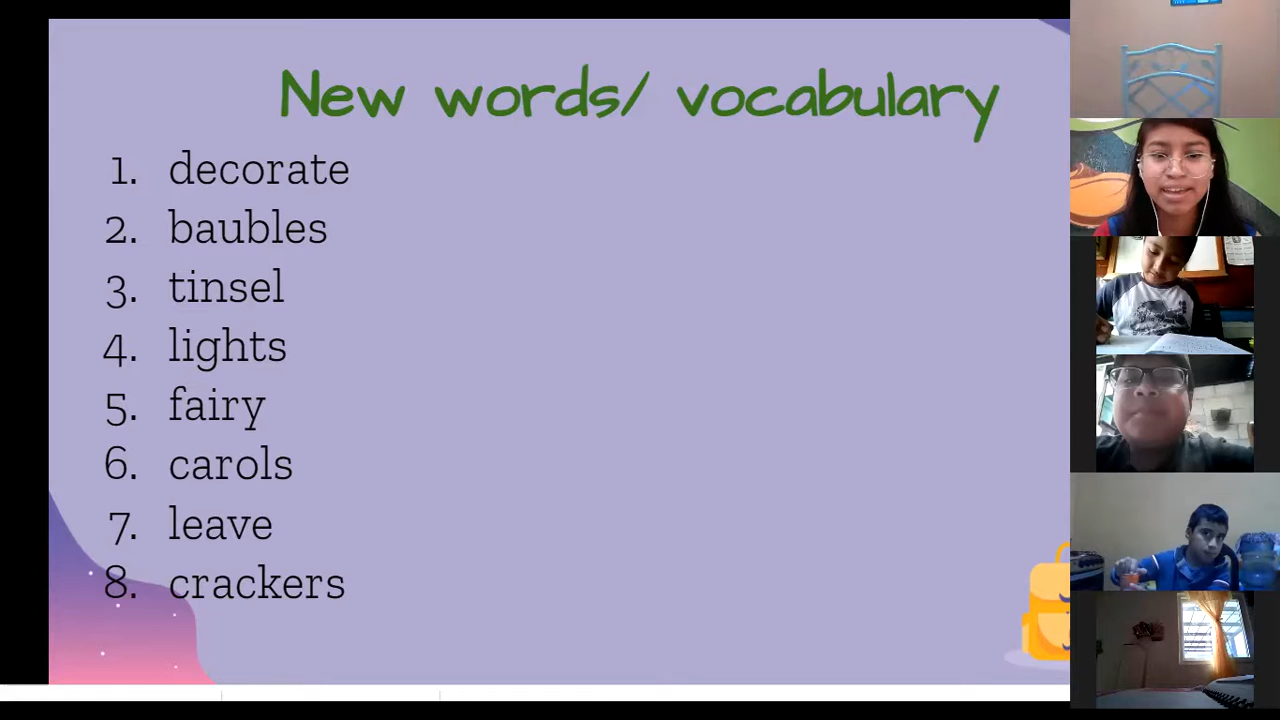 New words/ vocabulary
1. decorate
2. baubles
3. tinsel
4. lights
5. fairy
6. carols
7. leave
8. crackers